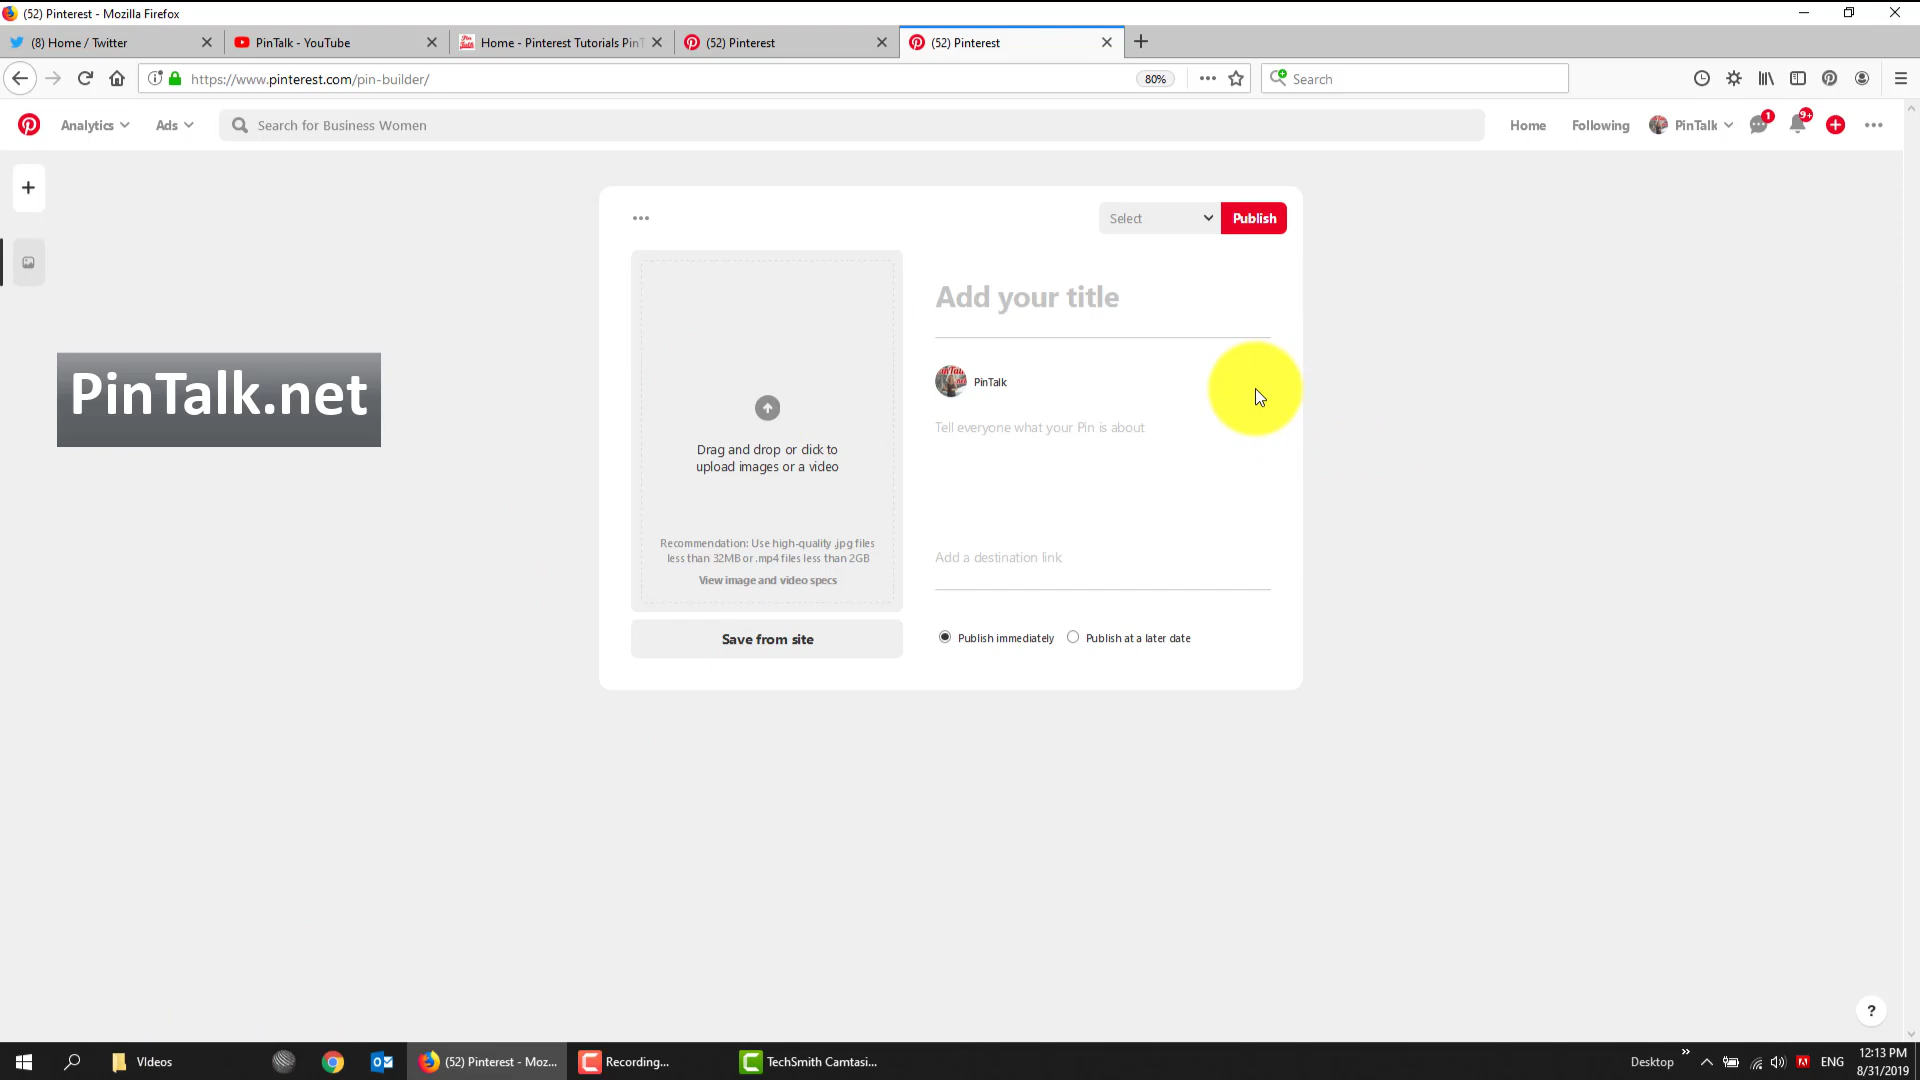 (52) Pinterest - Mozilla Firefox
(8) Home / Twitter
PinTalk - YouTube
Home - Pinterest Tutorials PinT
(52) Pinterest
(52) Pinterest
https://www.pinterest.com/pin-builder/
80%
Search
Analytics
Ads
Search for Business Women
Home
Following
PinTalk
1
9+
Select
Publish
Add your title
PinTalk.net
PinTalk
Tell everyone what your Pin is about
Drag and drop or click to
upload images or a video
Recommendation: Use high-quality .jpg files
less than 32MB or .mp4 files less than 2GB
View image and video specs
Add a destination link
Save from site
Publish immediately
Publish at a later date
?
VIdeos
(52) Pinterest - Moz...
Recording...
TechSmith Camtasi...
Desktop
ENG
12:13 PM
8/31/2019